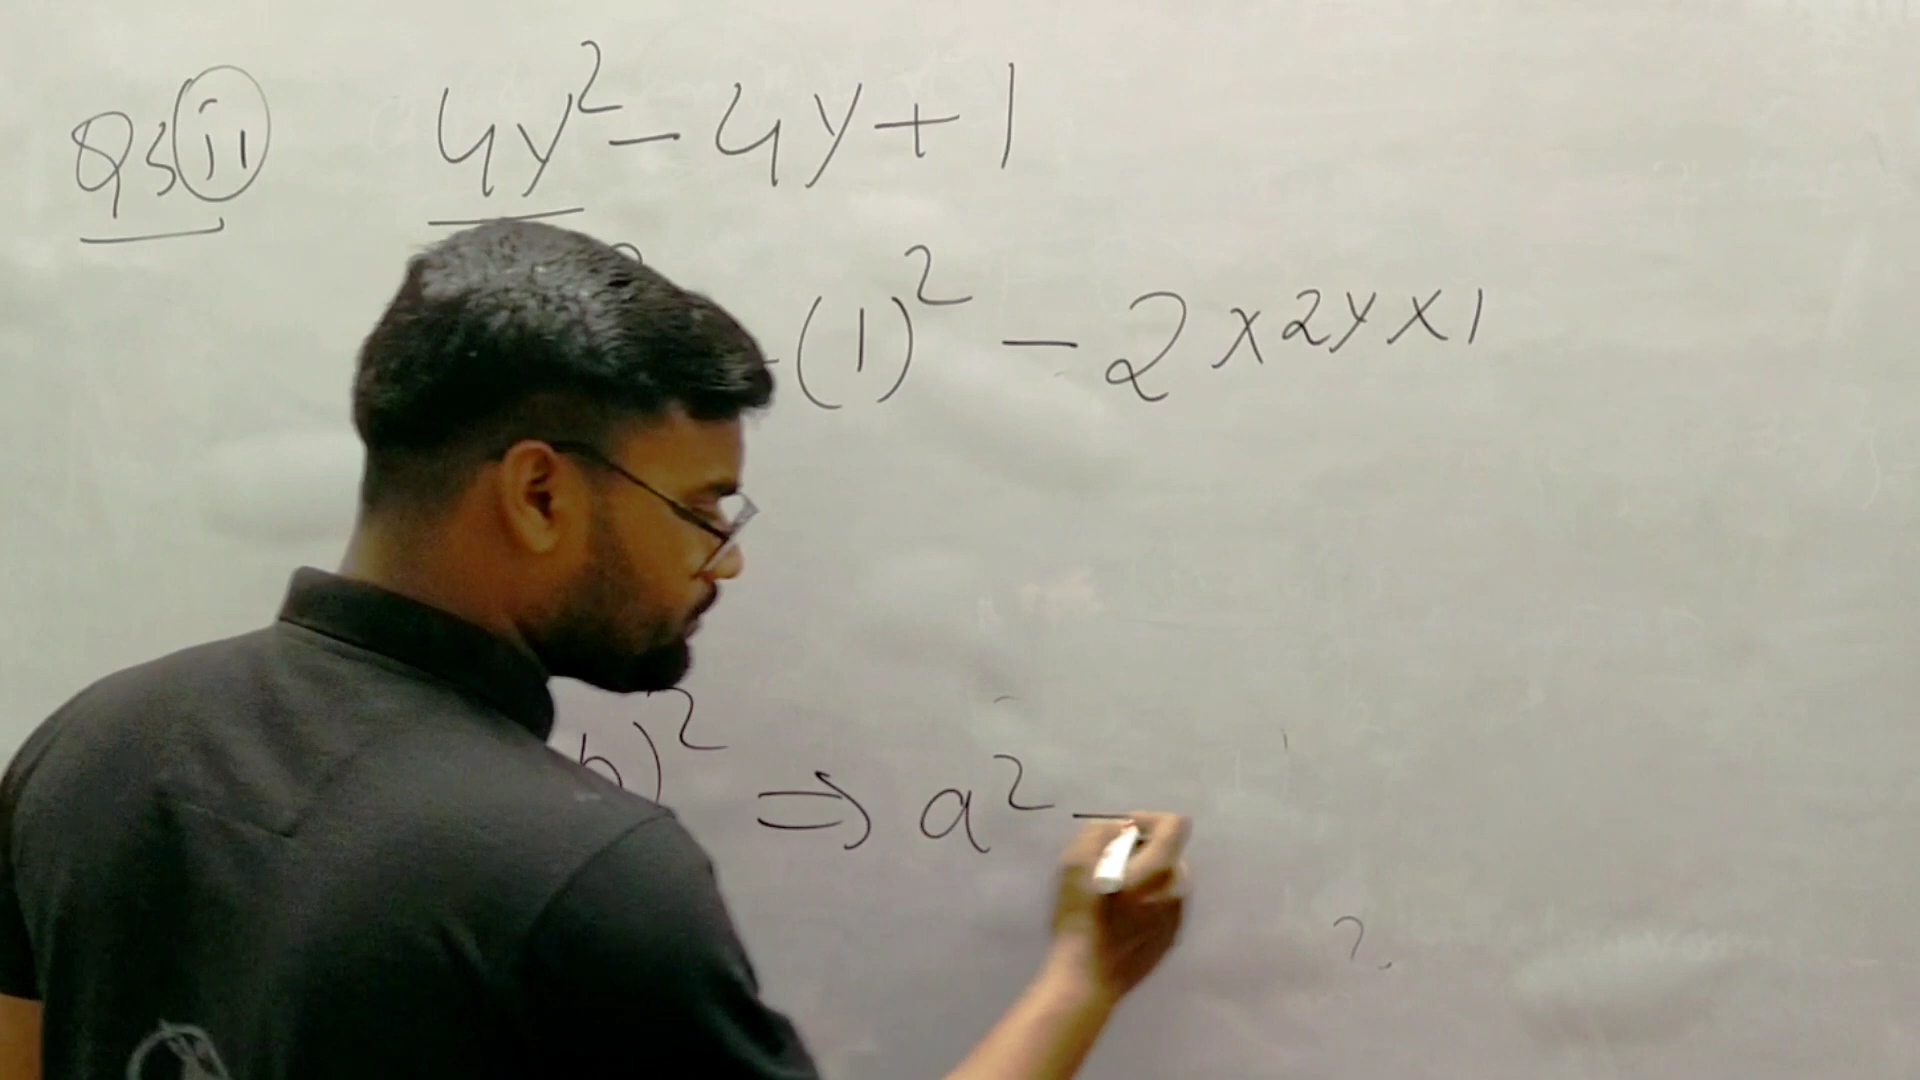 Q3 (ii) 4y² - 4y + 1
(1)² - 2 x 2y x 1
b)² ⇒ a² -